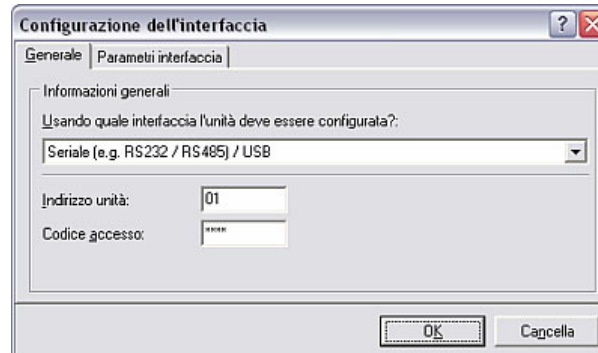 Configurazione dell'interfaccia
Generale Parametri interfaccia
Informazioni generali
Usando quale interfaccia l'unità deve essere configurata?:
Seriale (e.g. RS232 / RS485) / USB
Indirizzo unità: 01
Codice accesso: ****
OK Cancella